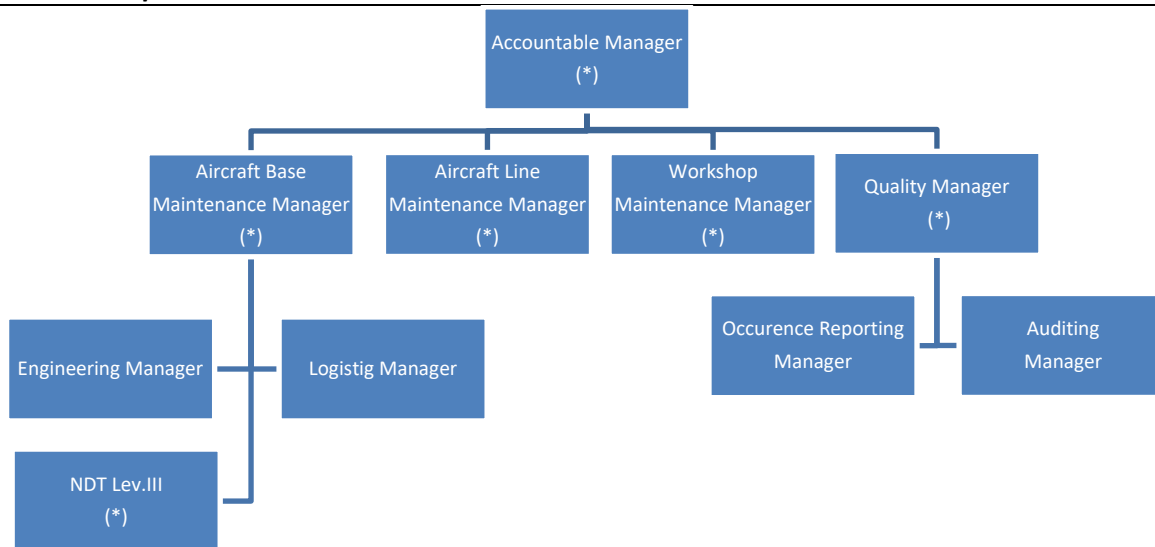 Accountable Manager
(*)
Aircraft Base
Maintenance Manager
(*)
Aircraft Line
Maintenance Manager
(*)
Workshop
Maintenance Manager
(*)
Quality Manager
(*)
Engineering Manager
Logistig Manager
Occurence Reporting
Manager
Auditing
Manager
NDT Lev.III
(*)